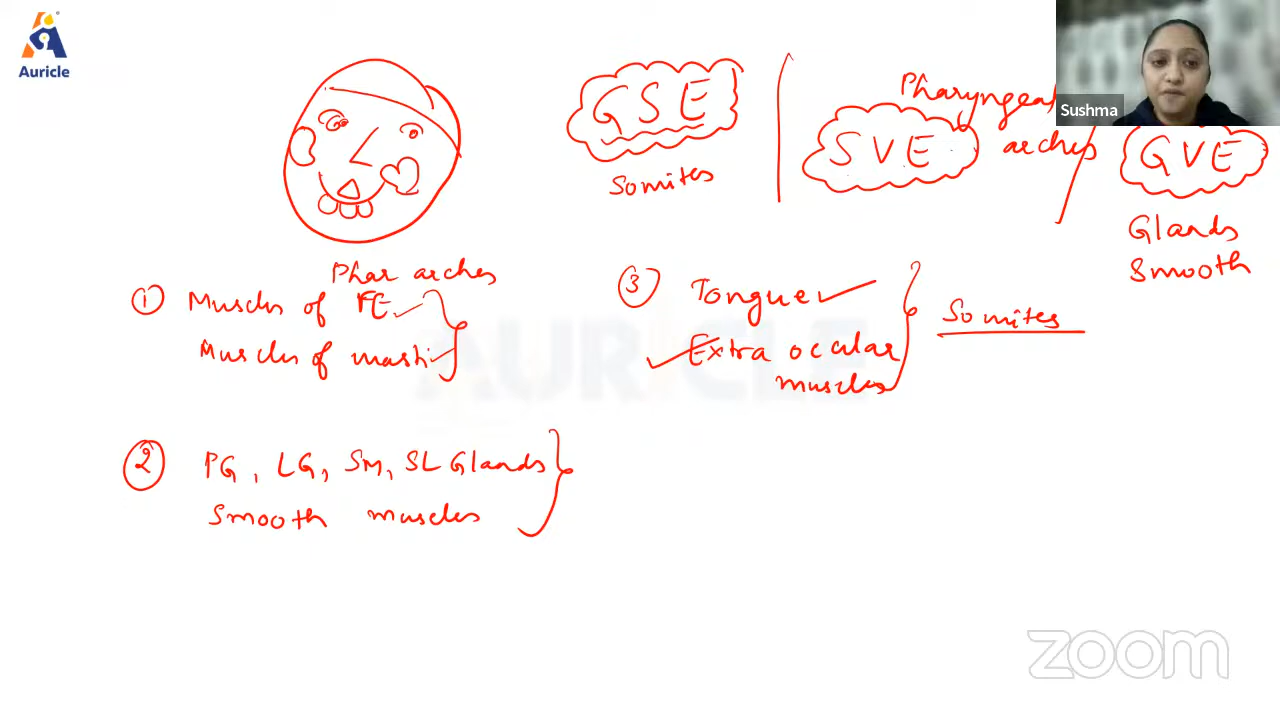 Auricle
GSE
Somites
Pharyngeal
arches
SVE
Sushma
GVE
Glands
Smooth
Phar arches
① Muscles of FE
Muscles of masti
③ Tongue
Extra ocular
muscles
Somites
② PG, LG, SM, SL Glands
Smooth muscles
AURICLE
zoom